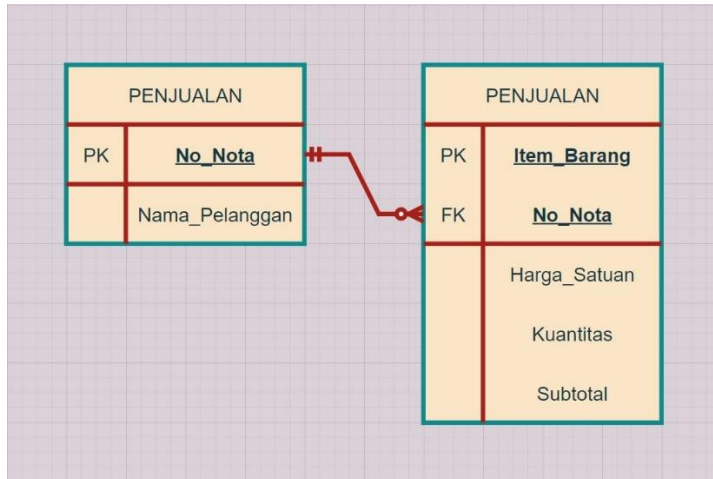 PENJUALAN
PK No_Nota
Nama_Pelanggan
PENJUALAN
PK Item_Barang
FK No_Nota
Harga_Satuan
Kuantitas
Subtotal